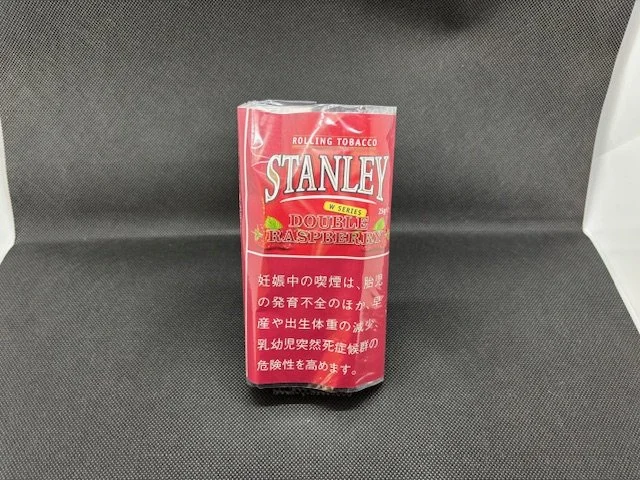 ROLLING TOBACCO
STANLEY
W SERIES
DOUBLE
RASPBERRY
妊娠中の喫煙は、胎児
の発育不全のほか、早
産や出生体重の減少、
乳幼児突然死症候群の
危険性を高めます。